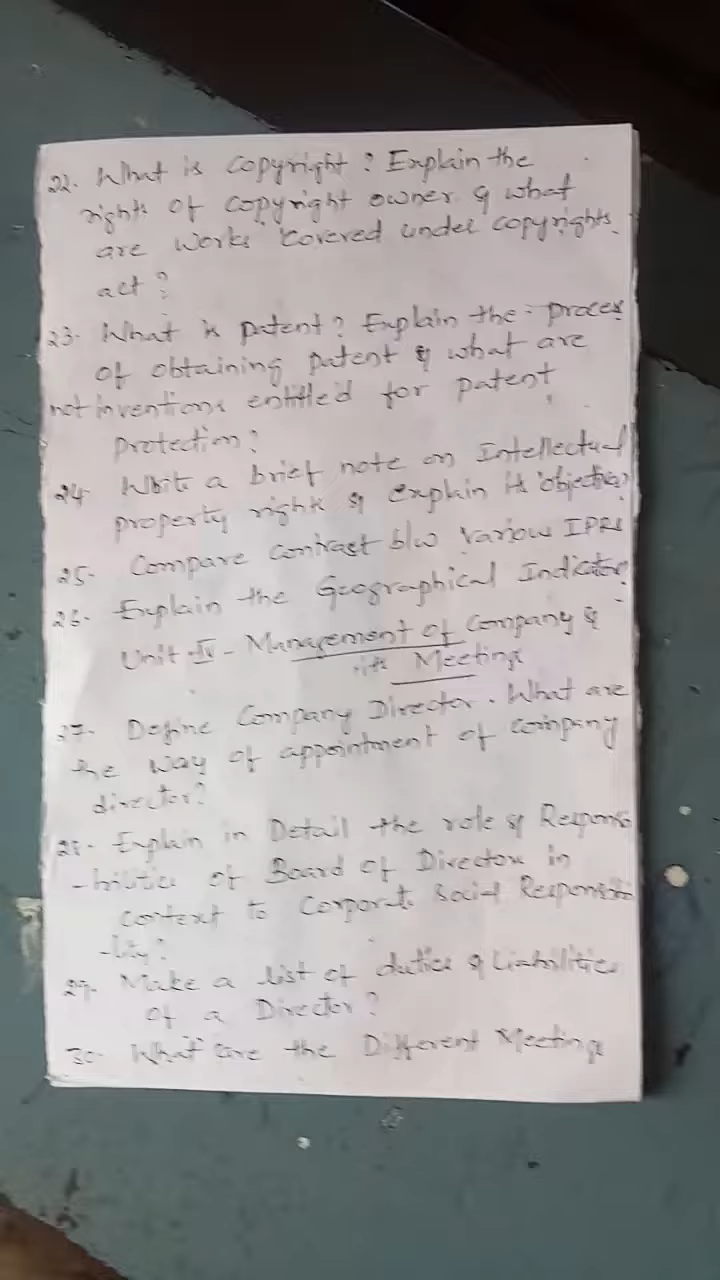 22. What is copyright? Explain the
rights of copyright owner & what
are works covered under copyrights
act?
23. What is patent? Explain the proces
of obtaining patent & what are
not inventions entitled for patent
protection?
24 Write a brief note on Intellectual
property rights & explain its objectives?
25. Compare contrast b/w various IPRs
26. Explain the Geographical Indicators
Unit-IV - Management of Company &
its Meetings
27. Define Company Director. What are
the way of appointment of company
director?
28. Explain in Detail the role & Responsi
-bilities of Board of Directors in
context to Corporate Social Responsibi
-lity?
29. Make a list of duties & Liabilities
of a Director?
30. What are the Different Meetings